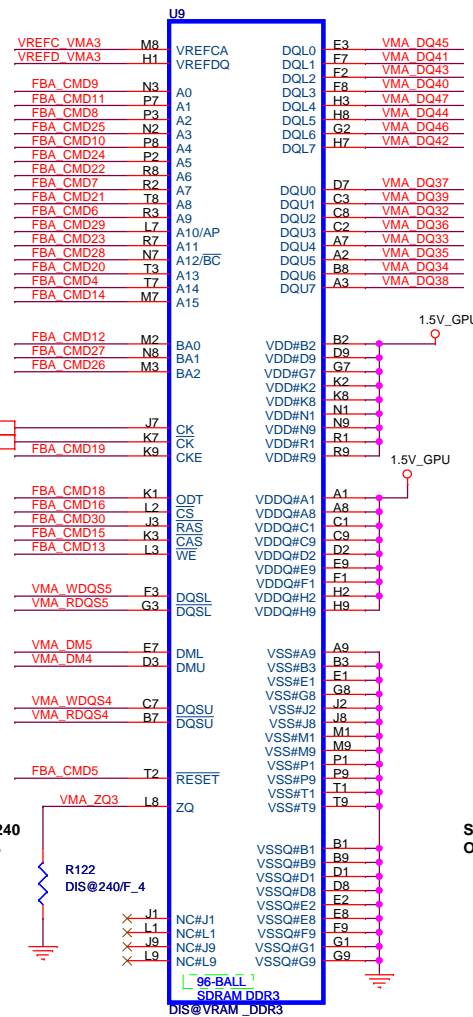 U9
VREFC_VMA3 M8 VREFCA DQL0 E3 VMA_DQ45
VREFD_VMA3 H1 VREFDQ DQL1 F7 VMA_DQ41
DQL2 F2 VMA_DQ43
FBA_CMD9 N3 A0 DQL3 F8 VMA_DQ40
FBA_CMD11 P7 A1 DQL4 H3 VMA_DQ47
FBA_CMD8 P3 A2 DQL5 H8 VMA_DQ44
FBA_CMD25 N2 A3 DQL6 G2 VMA_DQ46
FBA_CMD10 P8 A4 DQL7 H7 VMA_DQ42
FBA_CMD24 P2 A5
FBA_CMD22 R8 A6
FBA_CMD7 R2 A7 DQU0 D7 VMA_DQ37
FBA_CMD21 T8 A8 DQU1 C3 VMA_DQ39
FBA_CMD6 R3 A9 DQU2 C8 VMA_DQ32
FBA_CMD29 L7 A10/AP DQU3 C2 VMA_DQ36
FBA_CMD23 R7 A11 DQU4 A7 VMA_DQ33
FBA_CMD28 N7 A12/BC DQU5 A2 VMA_DQ35
FBA_CMD20 T3 A13 DQU6 B8 VMA_DQ34
FBA_CMD4 T7 A14 DQU7 A3 VMA_DQ38
FBA_CMD14 M7 A15
1.5V_GPU
FBA_CMD12 M2 BA0 VDD#B2 B2
FBA_CMD27 N8 BA1 VDD#D9 D9
FBA_CMD26 M3 BA2 VDD#G7 G7
VDD#K2 K2
VDD#K8 K8
VDD#N1 N1
J7 CK VDD#N9 N9
K7 CK VDD#R1 R1
FBA_CMD19 K9 CKE VDD#R9 R9
1.5V_GPU
FBA_CMD18 K1 ODT VDDQ#A1 A1
FBA_CMD16 L2 CS VDDQ#A8 A8
FBA_CMD30 J3 RAS VDDQ#C1 C1
FBA_CMD15 K3 CAS VDDQ#C9 C9
FBA_CMD13 L3 WE VDDQ#D2 D2
VDDQ#E9 E9
VDDQ#F1 F1
VMA_WDQS5 F3 DQSL VDDQ#H2 H2
VMA_RDQS5 G3 DQSL VDDQ#H9 H9
VMA_DM5 E7 DML VSS#A9 A9
VMA_DM4 D3 DMU VSS#B3 B3
VSS#E1 E1
VSS#G8 G8
VMA_WDQS4 C7 DQSU VSS#J2 J2
VMA_RDQS4 B7 DQSU VSS#J8 J8
VSS#M1 M1
VSS#M9 M9
VSS#P1 P1
FBA_CMD5 T2 RESET VSS#P9 P9
VSS#T1 T1
VMA_ZQ3 L8 ZQ VSS#T9 T9
240
VSSQ#B1 B1
VSSQ#B9 B9
R122 VSSQ#D1 D1
DIS@240/F_4 VSSQ#D8 D8
VSSQ#E2 E2
J1 NC#J1 VSSQ#E8 E8
L1 NC#L1 VSSQ#F9 F9
J9 NC#J9 VSSQ#G1 G1
L9 NC#L9 VSSQ#G9 G9
96-BALL
SDRAM DDR3
DIS@VRAM _DDR3